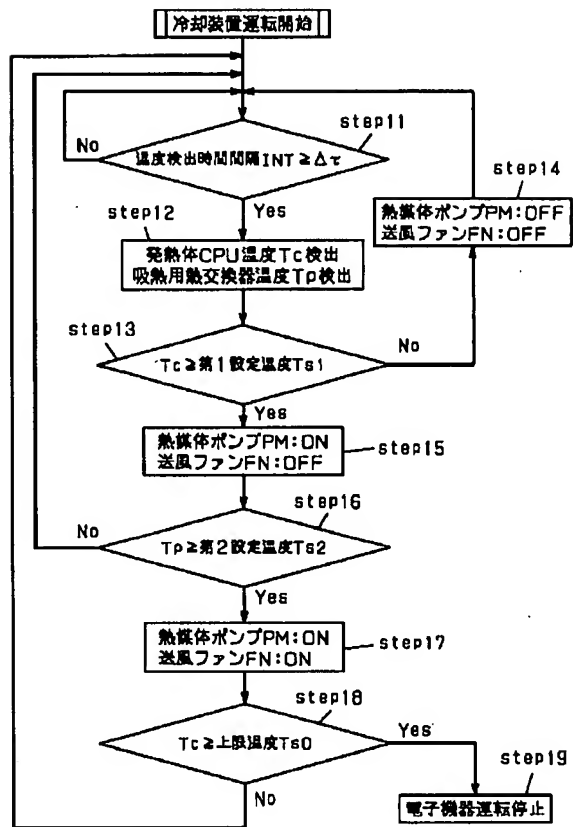 冷却装置運転開始
step11
No
温度検出時間間隔INT≧Δτ
step14
Yes
熱媒体ポンプPM:OFF
送風ファンFN:OFF
step12
発熱体CPU温度Tc検出
吸熱用熱交換器温度Tp検出
step13
No
Tc≧第1設定温度Ts1
Yes
熱媒体ポンプPM:ON
送風ファンFN:OFF
step15
step16
No
Tp≧第2設定温度Ts2
Yes
熱媒体ポンプPM:ON
送風ファンFN:ON
step17
step18
Yes
Tc≧上限温度Ts0
step19
No
電子機器運転停止